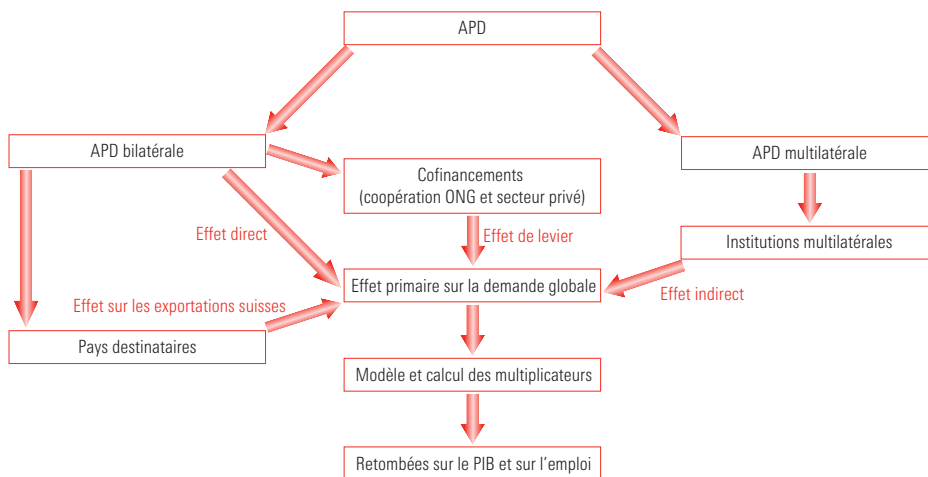 APD
APD bilatérale
APD multilatérale
Cofinancements
(coopération ONG et secteur privé)
Effet direct
Effet de levier
Institutions multilatérales
Effet primaire sur la demande globale
Effet indirect
Effet sur les exportations suisses
Pays destinataires
Modèle et calcul des multiplicateurs
Retombées sur le PIB et sur l’emploi